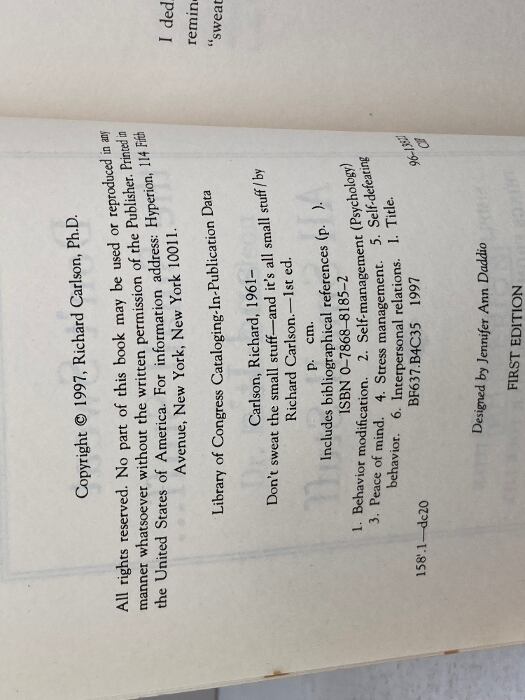 I ded
remin
"sweat
Copyright © 1997, Richard Carlson, Ph.D.
All rights reserved. No part of this book may be used or reproduced in any
manner whatsoever without the written permission of the Publisher. Printed in
the United States of America. For information address: Hyperion, 114 Fifth
Avenue, New York, New York 10011.
Library of Congress Cataloging-In-Publication Data
Carlson, Richard, 1961–
Don't sweat the small stuff—and it's all small stuff / by
Richard Carlson.—1st ed.
p. cm.
Includes bibliographical references (p. ).
ISBN 0-7868-8185-2
1. Behavior modification. 2. Self-management (Psychology)
3. Peace of mind. 4. Stress management. 5. Self-defeating
behavior. 6. Interpersonal relations. I. Title.
BF637.B4C35 1997
158'.1—dc20
CIP
Designed by Jennifer Ann Daddio
FIRST EDITION